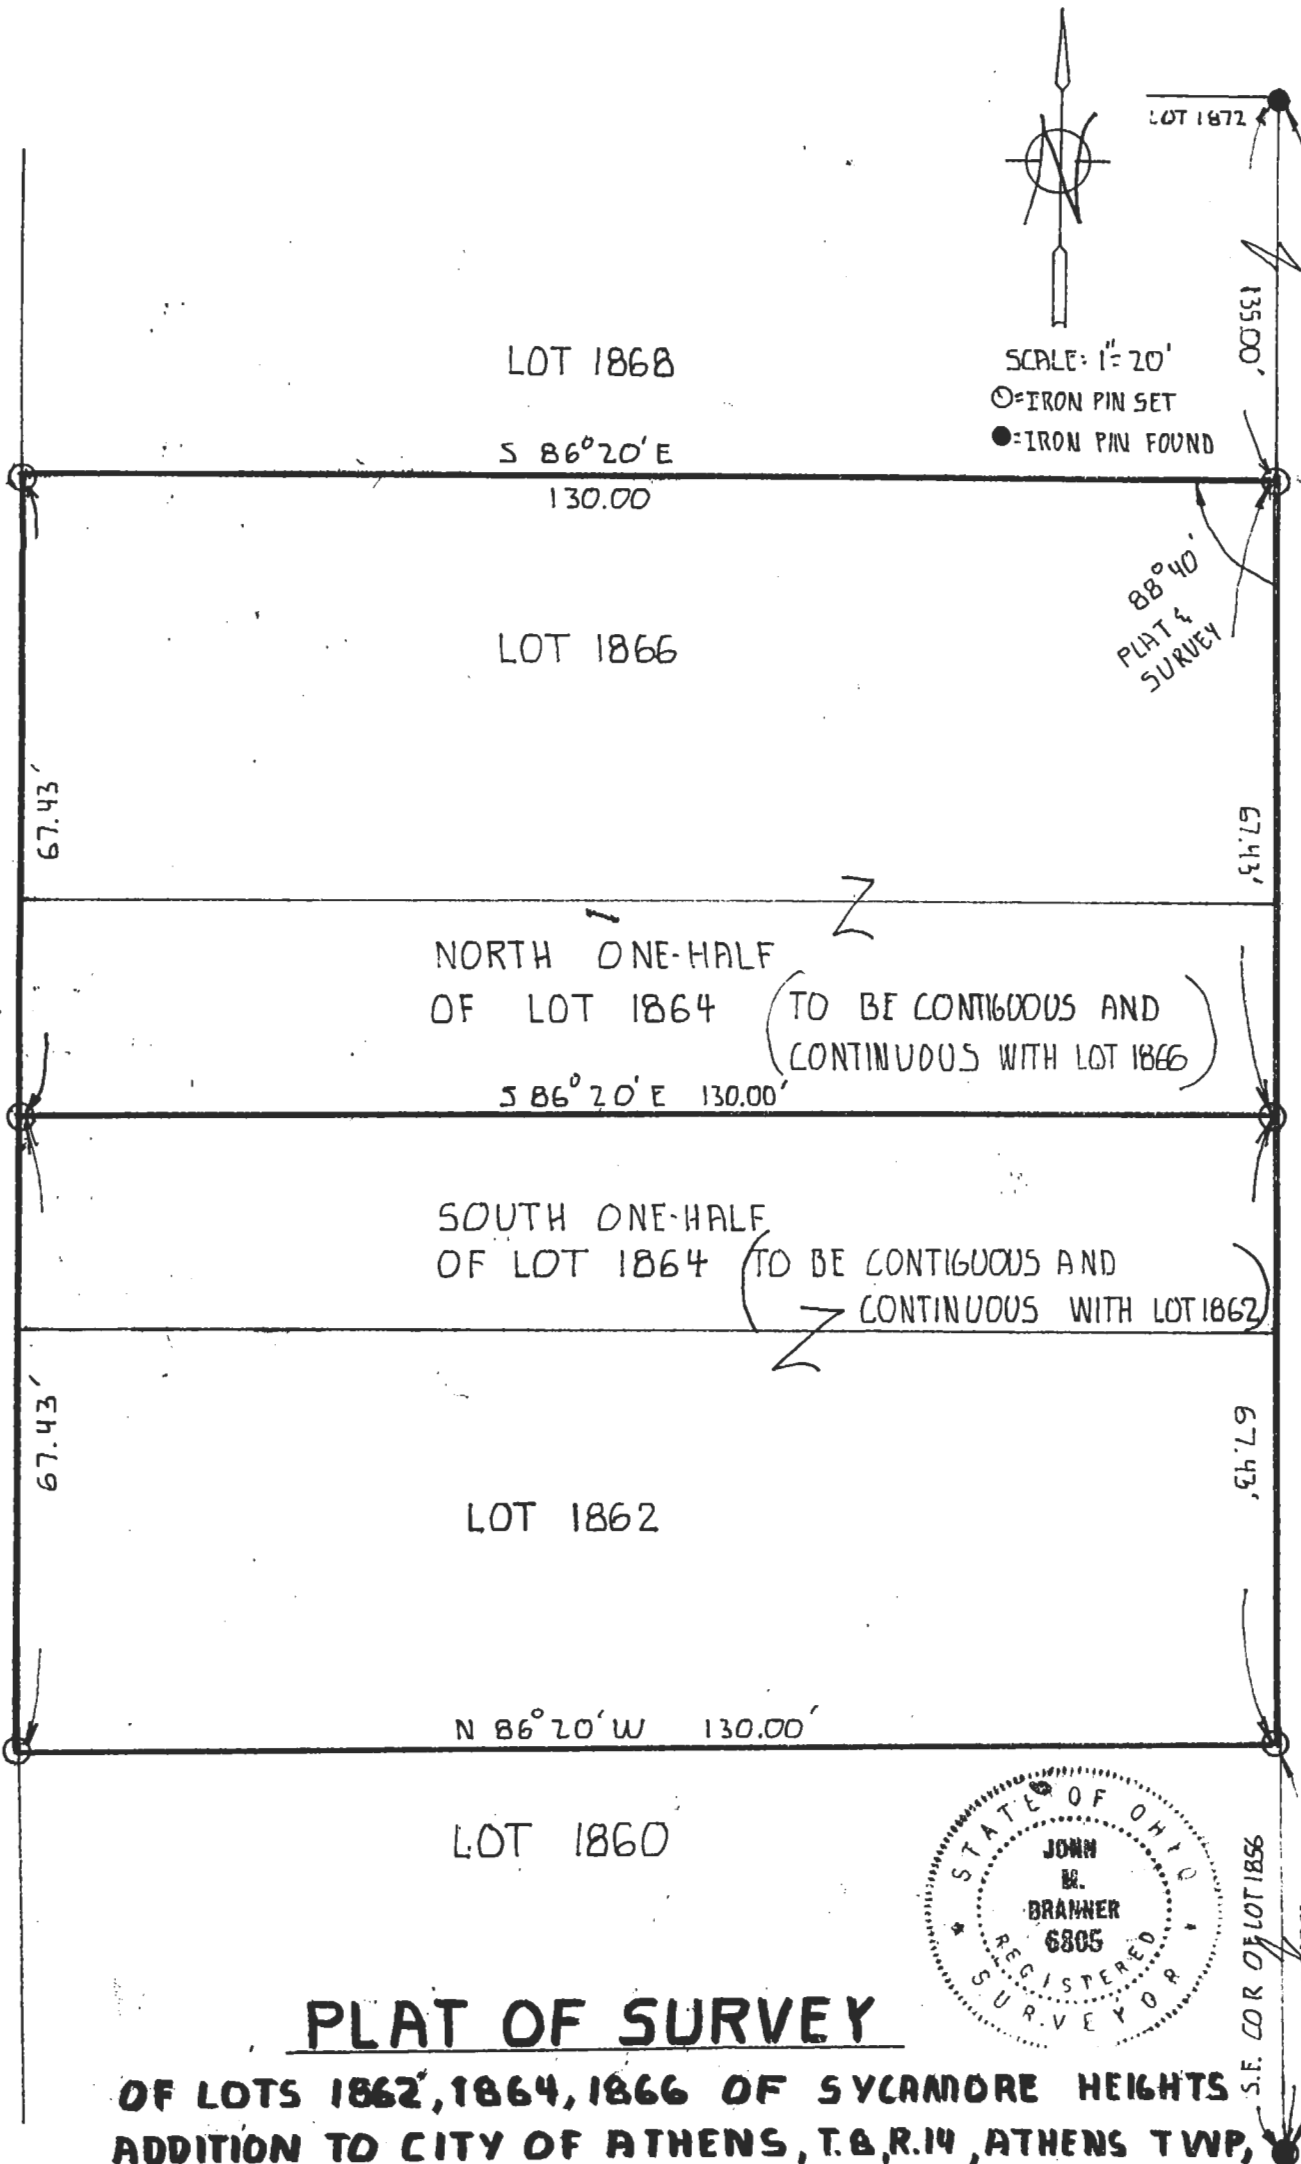 N
LOT 1872
135.00'
LOT 1868
SCALE: 1"=20'
=IRON PIN SET
=IRON PIN FOUND
S 86°20' E
130.00
88°40'
PLAT &
SURVEY
LOT 1866
67.43'
67.43'
NORTH ONE-HALF
OF LOT 1864 (TO BE CONTIGUOUS AND
CONTINUOUS WITH LOT 1866)
S 86°20' E 130.00'
SOUTH ONE-HALF
OF LOT 1864 (TO BE CONTIGUOUS AND
CONTINUOUS WITH LOT 1862)
67.43'
67.43'
LOT 1862
N 86°20' W 130.00'
LOT 1860
STATE OF OHIO
JOHN
M.
BRANNER
6805
REGISTERED
SURVEYOR
S.E. COR OF LOT 1856
PLAT OF SURVEY
OF LOTS 1862, 1864, 1866 OF SYCAMORE HEIGHTS
ADDITION TO CITY OF ATHENS, T.8, R.14, ATHENS TWP,